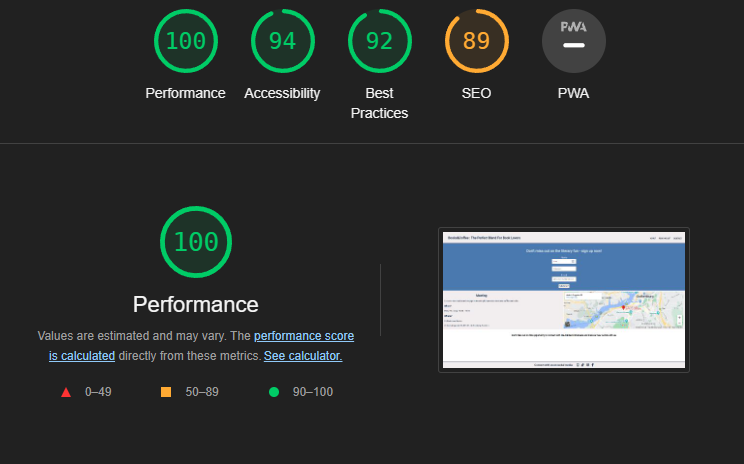 100
94
92
89
PWA
Performance
Accessibility
Best
Practices
SEO
PWA
100
Performance
Values are estimated and may vary. The performance score
is calculated directly from these metrics. See calculator.
0–49
50–89
90–100